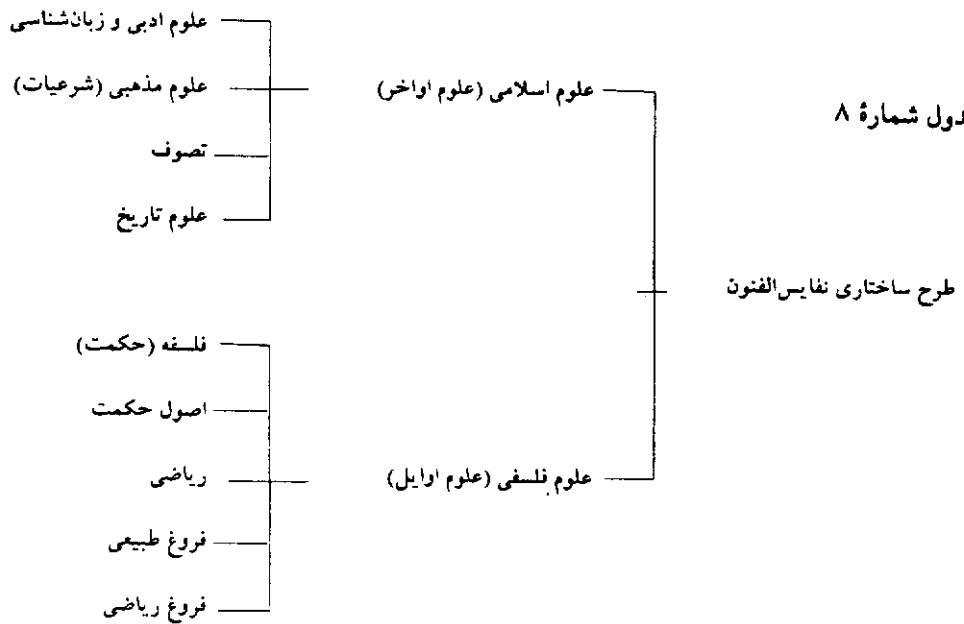 دول شمارهٔ ۸
طرح ساختاری نفایس‌الفنون
علوم اسلامی (علوم اواخر)
علوم ادبی و زبان‌شناسی
علوم مذهبی (شرعیات)
تصوف
علوم تاریخ
علوم فلسفی (علوم اوایل)
فلسفه (حکمت)
اصول حکمت
ریاضی
فروغ طبیعی
فروغ ریاضی